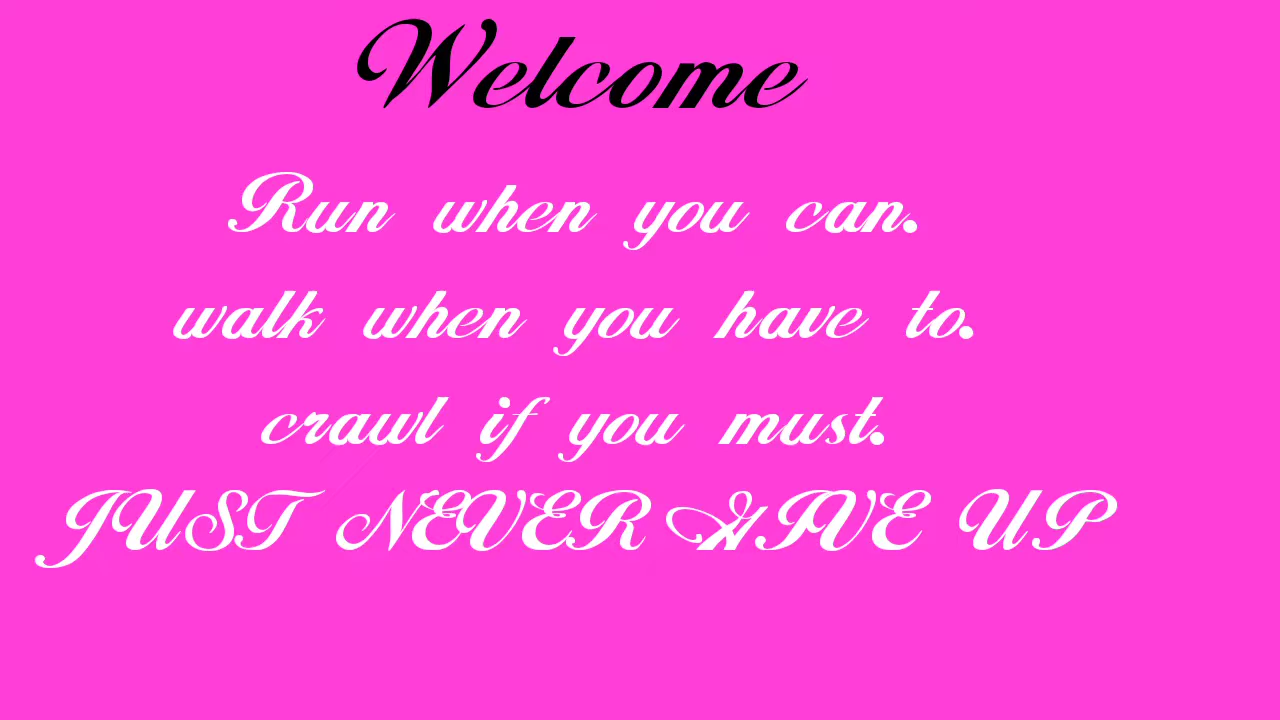 Welcome
Run when you can.
walk when you have to.
crawl if you must.
JUST NEVER GIVE UP